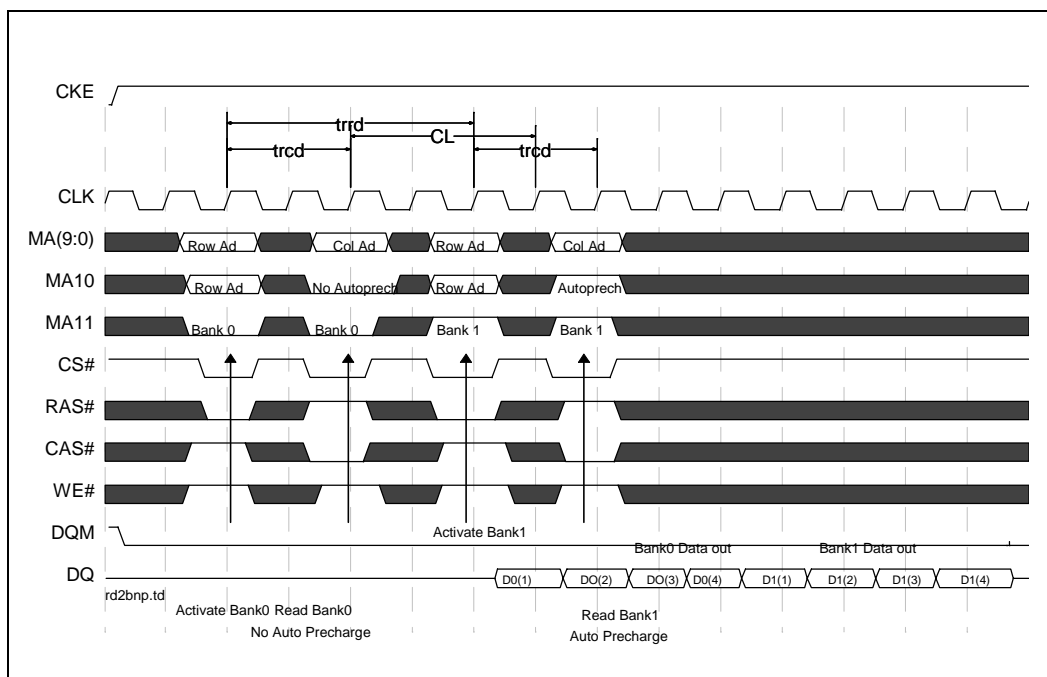 CKE
trrd
CL
trcd trcd
CLK
MA(9:0) Row Ad Col Ad Row Ad Col Ad
MA10 Row Ad No Autoprech Row Ad Autoprech
MA11 Bank 0 Bank 0 Bank 1 Bank 1
CS#
RAS#
CAS#
WE#
DQM Activate Bank1
Bank0 Data out Bank1 Data out
DQ D0(1) DO(2) DO(3) D0(4) D1(1) D1(2) D1(3) D1(4)
rd2bnp.td
Activate Bank0 Read Bank0 Read Bank1
No Auto Precharge Auto Precharge